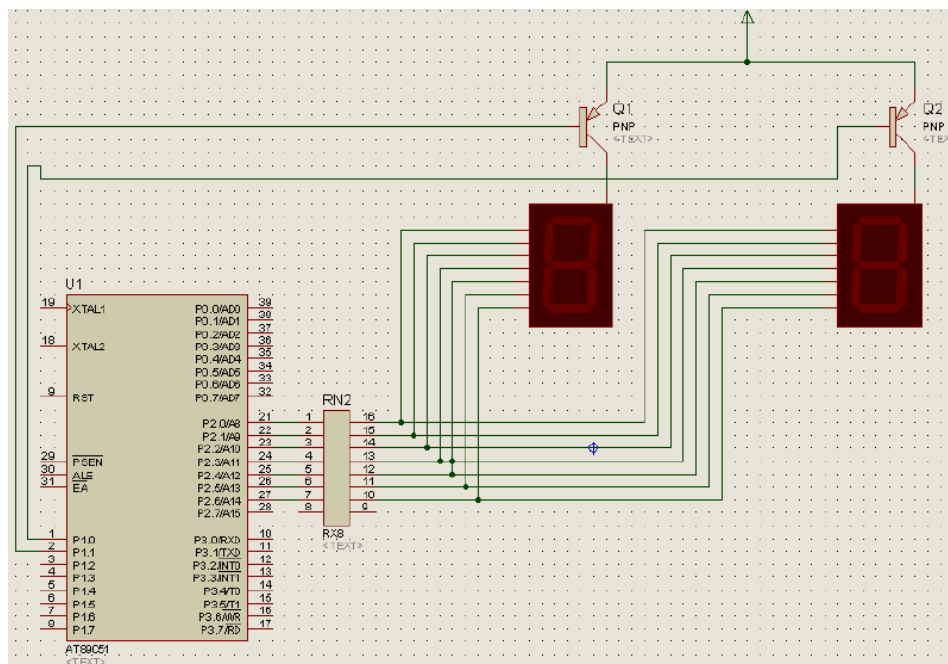 Q1
PNP
<TEXT>
Q2
PNP
U1
19
XTAL1
18
XTAL2
9
RST
29
PSEN
30
ALE
31
EA
1
P1.0
2
P1.1
3
P1.2
4
P1.3
5
P1.4
6
P1.5
7
P1.6
8
P1.7
P0.0/AD0
39
P0.1/AD1
38
P0.2/AD2
37
P0.3/AD3
36
P0.4/AD4
35
P0.5/AD5
34
P0.6/AD6
33
P0.7/AD7
32
P2.0/A8
21
P2.1/A9
22
P2.2/A10
23
P2.3/A11
24
P2.4/A12
25
P2.5/A13
26
P2.6/A14
27
P2.7/A15
28
P3.0/RXD
10
P3.1/TXD
11
P3.2/INT0
12
P3.3/INT1
13
P3.4/T0
14
P3.5/T1
15
P3.6/WR
16
P3.7/RD
17
AT89C51
<TEXT>
RN2
1
2
3
4
5
6
7
8
16
15
14
13
12
11
10
9
RX8
<TEXT>